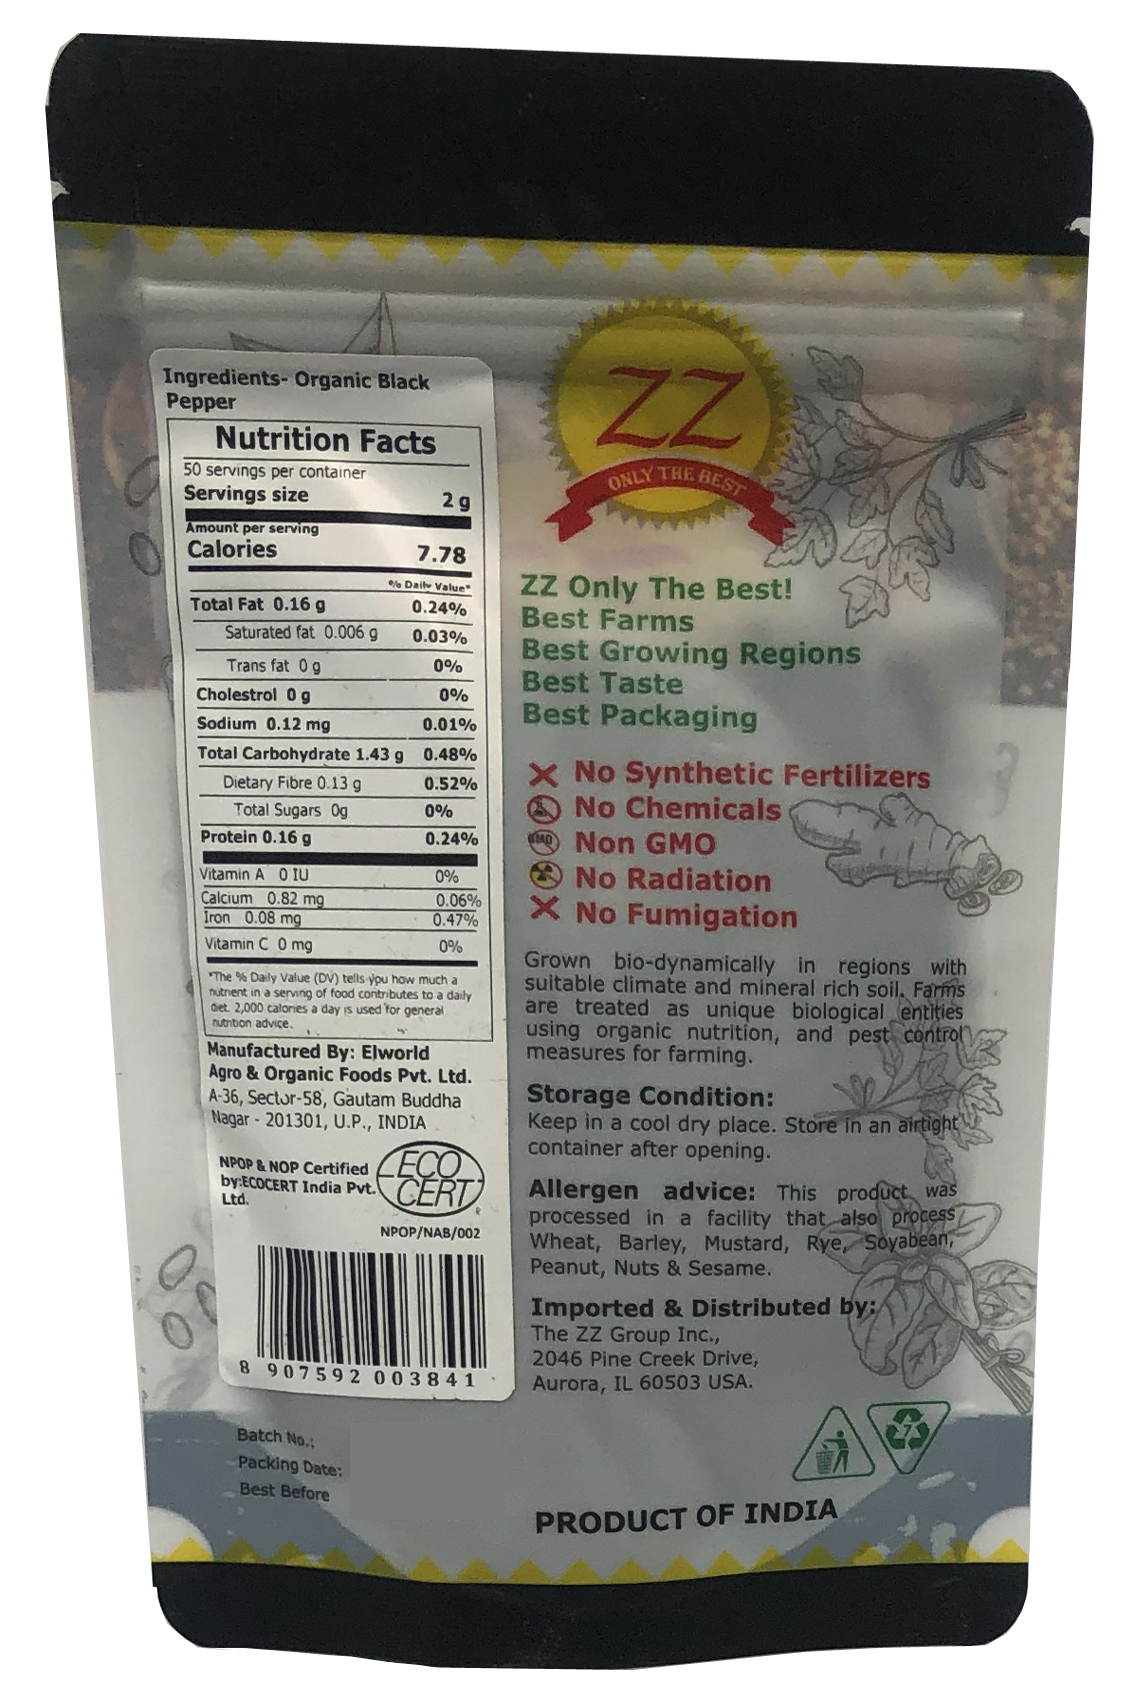 Ingredients- Organic Black
Pepper
Nutrition Facts
50 servings per container
Servings size 2 g
Amount per serving
Calories 7.78
% Daily Value*
Total Fat 0.16 g 0.24%
Saturated fat 0.006 g 0.03%
Trans fat 0 g 0%
Cholestrol 0 g 0%
Sodium 0.12 mg 0.01%
Total Carbohydrate 1.43 g 0.48%
Dietary Fibre 0.13 g 0.52%
Total Sugars 0g 0%
Protein 0.16 g 0.24%
Vitamin A 0 IU 0%
Calcium 0.82 mg 0.06%
Iron 0.08 mg 0.47%
Vitamin C 0 mg 0%
*The % Daily Value (DV) tells you how much a
nutrient in a serving of food contributes to a daily
diet. 2,000 calories a day is used for general
nutrition advice.
Manufactured By: Elworld
Agro & Organic Foods Pvt. Ltd.
A-36, Sector-58, Gautam Buddha
Nagar - 201301, U.P., INDIA
NPOP & NOP Certified
by:ECOCERT India Pvt.
Ltd.
ECO
CERT
NPOP/NAB/002
8 907592 003841
Batch No.:
Packing Date:
Best Before
ZZ
ONLY THE BEST
ZZ Only The Best!
Best Farms
Best Growing Regions
Best Taste
Best Packaging
No Synthetic Fertilizers
No Chemicals
GMO Non GMO
No Radiation
No Fumigation
Grown bio-dynamically in regions with
suitable climate and mineral rich soil. Farms
are treated as unique biological entities
using organic nutrition, and pest control
measures for farming.
Storage Condition:
Keep in a cool dry place. Store in an airtight
container after opening.
Allergen advice: This product was
processed in a facility that also process
Wheat, Barley, Mustard, Rye, Soyabean,
Peanut, Nuts & Sesame.
Imported & Distributed by:
The ZZ Group Inc.,
2046 Pine Creek Drive,
Aurora, IL 60503 USA.
7
PRODUCT OF INDIA